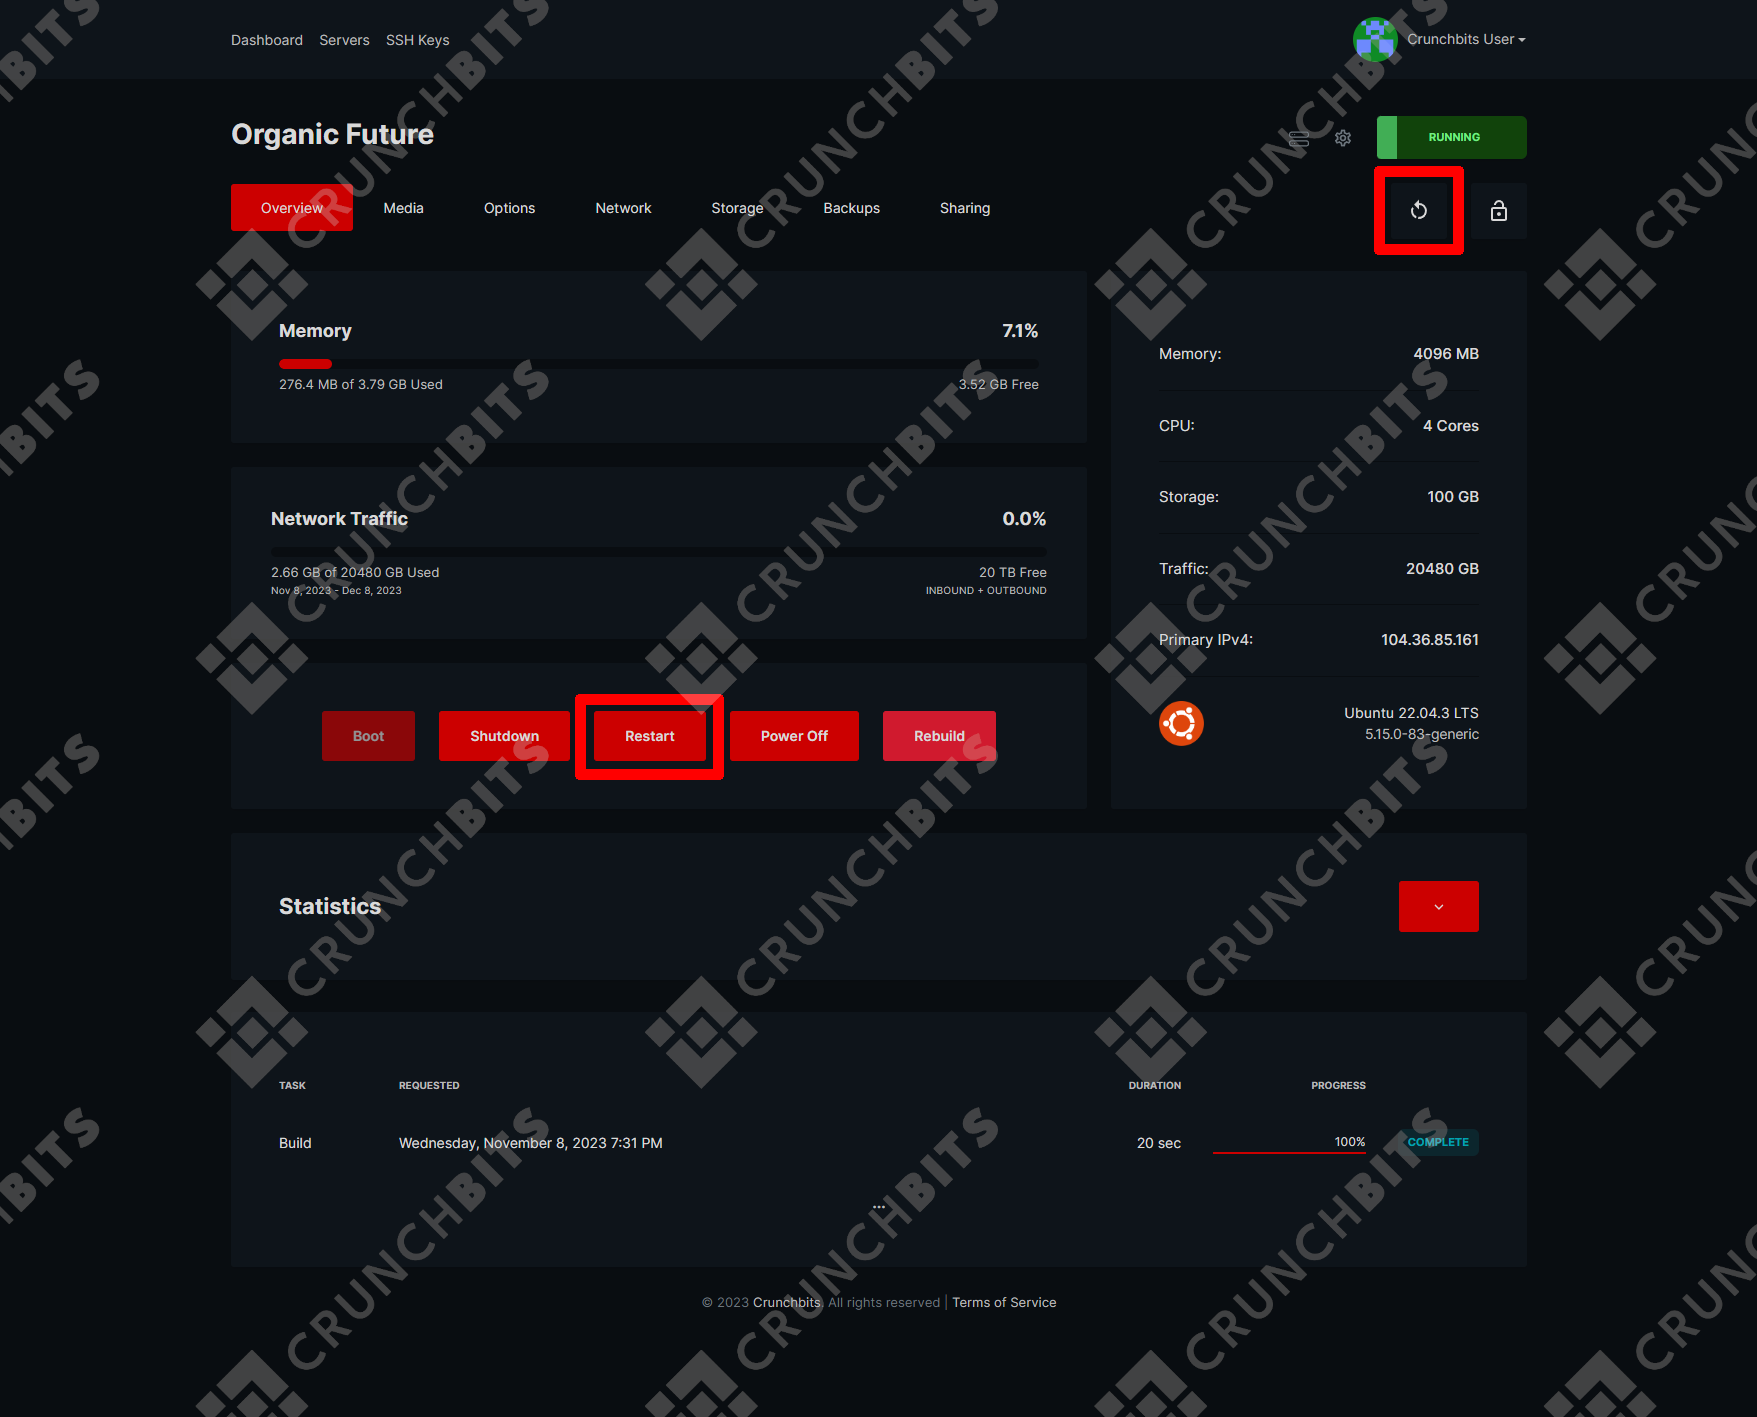 Dashboard Servers SSH Keys
Crunchbits User
Organic Future
RUNNING
Overview Media Options Network Storage Backups Sharing
Memory 7.1%
276.4 MB of 3.79 GB Used 3.52 GB Free
Network Traffic 0.0%
2.66 GB of 20480 GB Used 20 TB Free
Nov 8, 2023 - Dec 8, 2023 INBOUND + OUTBOUND
Boot Shutdown Restart Power Off Rebuild
Memory: 4096 MB
CPU: 4 Cores
Storage: 100 GB
Traffic: 20480 GB
Primary IPv4: 104.36.85.161
Ubuntu 22.04.3 LTS
5.15.0-83-generic
Statistics
TASK REQUESTED DURATION PROGRESS
Build Wednesday, November 8, 2023 7:31 PM 20 sec 100% COMPLETE
...
© 2023 Crunchbits. All rights reserved | Terms of Service
CRUNCHBITS